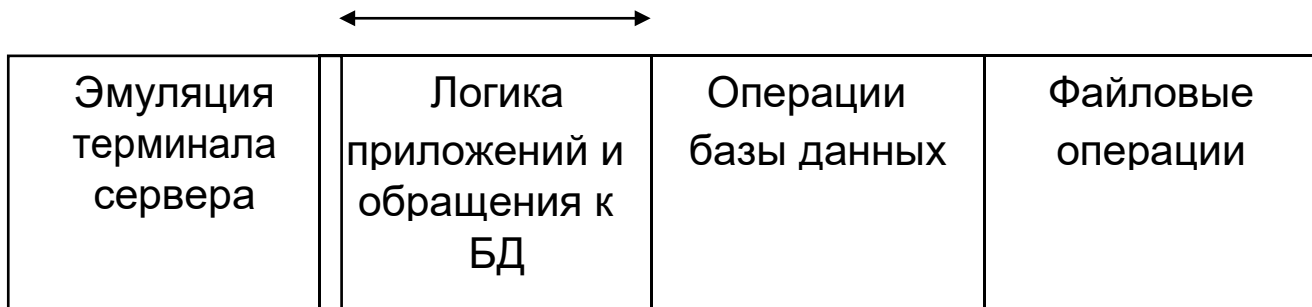 Эмуляция
терминала
сервера
Логика
приложений и
обращения к
БД
Операции
базы данных
Файловые
операции